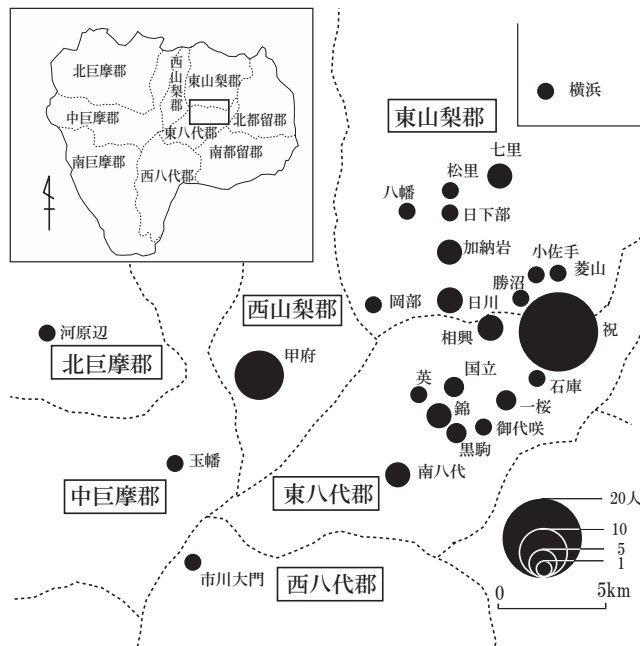 北巨摩郡
西山梨郡
東山梨郡
中巨摩郡
北都留郡
東八代郡
南巨摩郡
南都留郡
西八代郡
横浜
東山梨郡
七里
松里
八幡
日下部
加納岩
小佐手
菱山
勝沼
岡部
日川
西山梨郡
相興
祝
河原辺
北巨摩郡
甲府
国立
石庫
英
一桜
錦
御代咲
黒駒
玉幡
南八代
中巨摩郡
東八代郡
20人
10
5
1
市川大門
西八代郡
0
5km